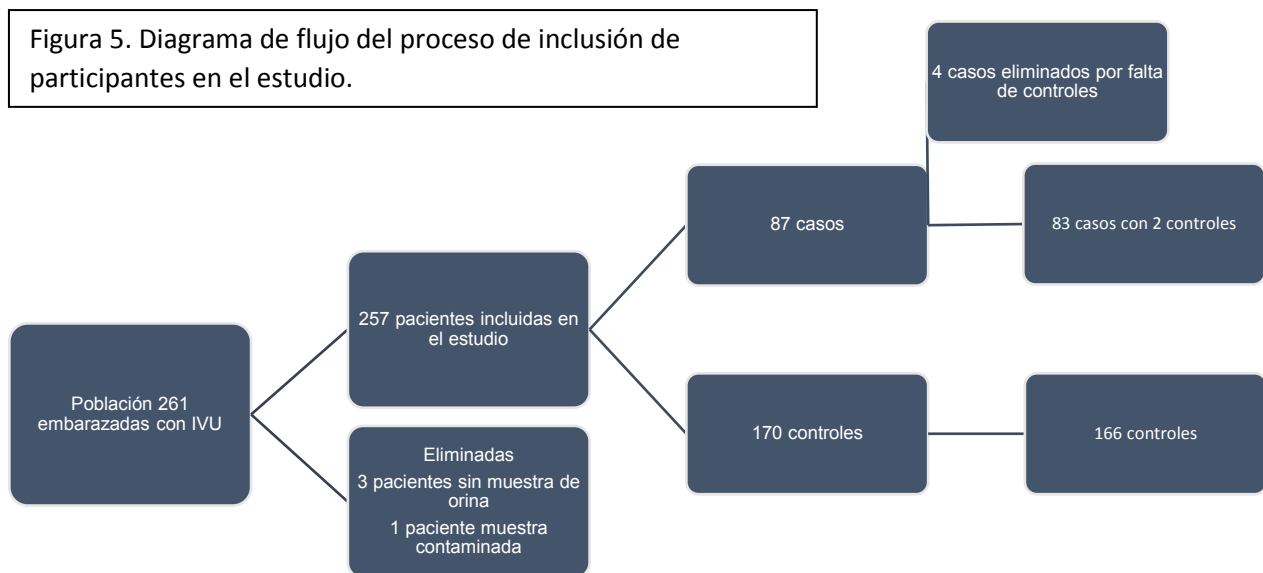 Figura 5. Diagrama de flujo del proceso de inclusión de
participantes en el estudio.
4 casos eliminados por falta
de controles
87 casos
83 casos con 2 controles
257 pacientes incluidas en
el estudio
Población 261
embarazadas con IVU
170 controles
166 controles
Eliminadas
3 pacientes sin muestra de
orina
1 paciente muestra
contaminada